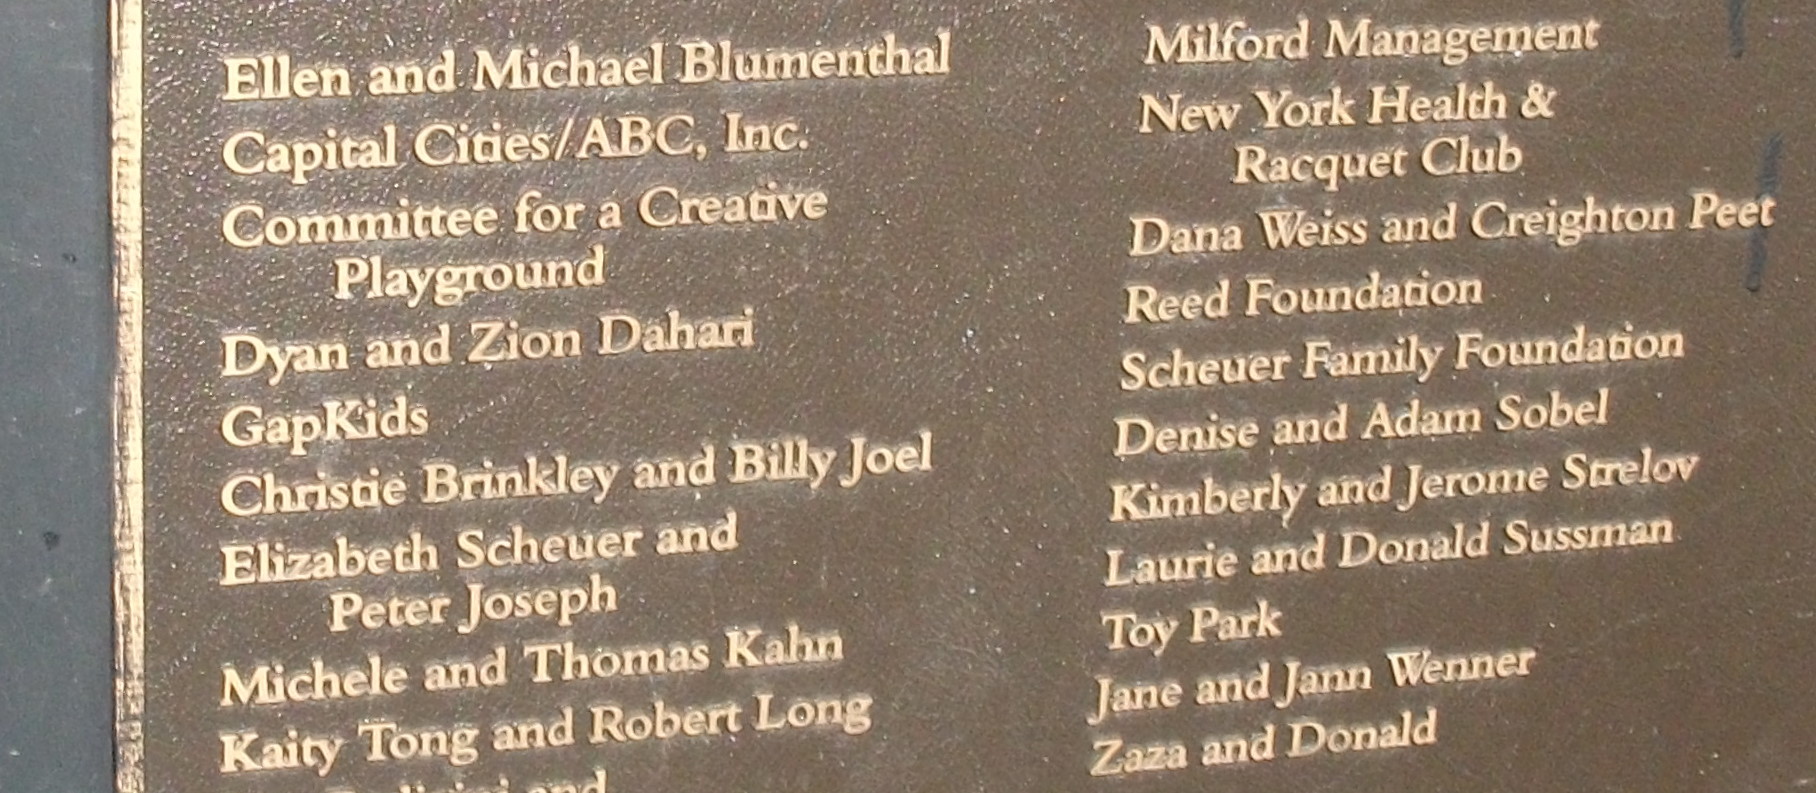 Ellen and Michael Blumenthal
Capital Cities/ABC, Inc.
Committee for a Creative
Playground
Dyan and Zion Dahari
GapKids
Christie Brinkley and Billy Joel
Elizabeth Scheuer and
Peter Joseph
Michele and Thomas Kahn
Kaity Tong and Robert Long
and
Milford Management
New York Health &
Racquet Club
Dana Weiss and Creighton Peet
Reed Foundation
Scheuer Family Foundation
Denise and Adam Sobel
Kimberly and Jerome Strelov
Laurie and Donald Sussman
Toy Park
Jane and Jann Wenner
Zaza and Donald